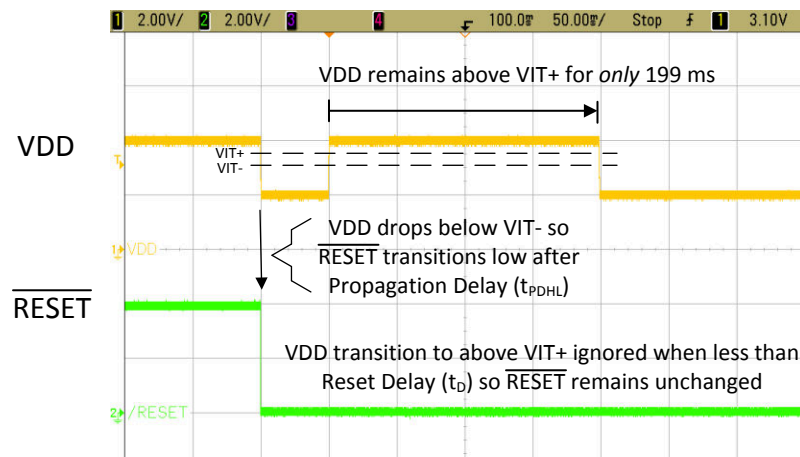 1 2.00V/ 2 2.00V/ 3 4 100.0m 50.00m/ Stop 1 3.10V
VDD remains above VIT+ for only 199 ms
VDD
T
VIT+
VIT-
VDD drops below VIT- so
RESET transitions low after
Propagation Delay (tPDHL)
1 VDD
RESET
VDD transition to above VIT+ ignored when less than
Reset Delay (tD) so RESET remains unchanged
2 /RESET